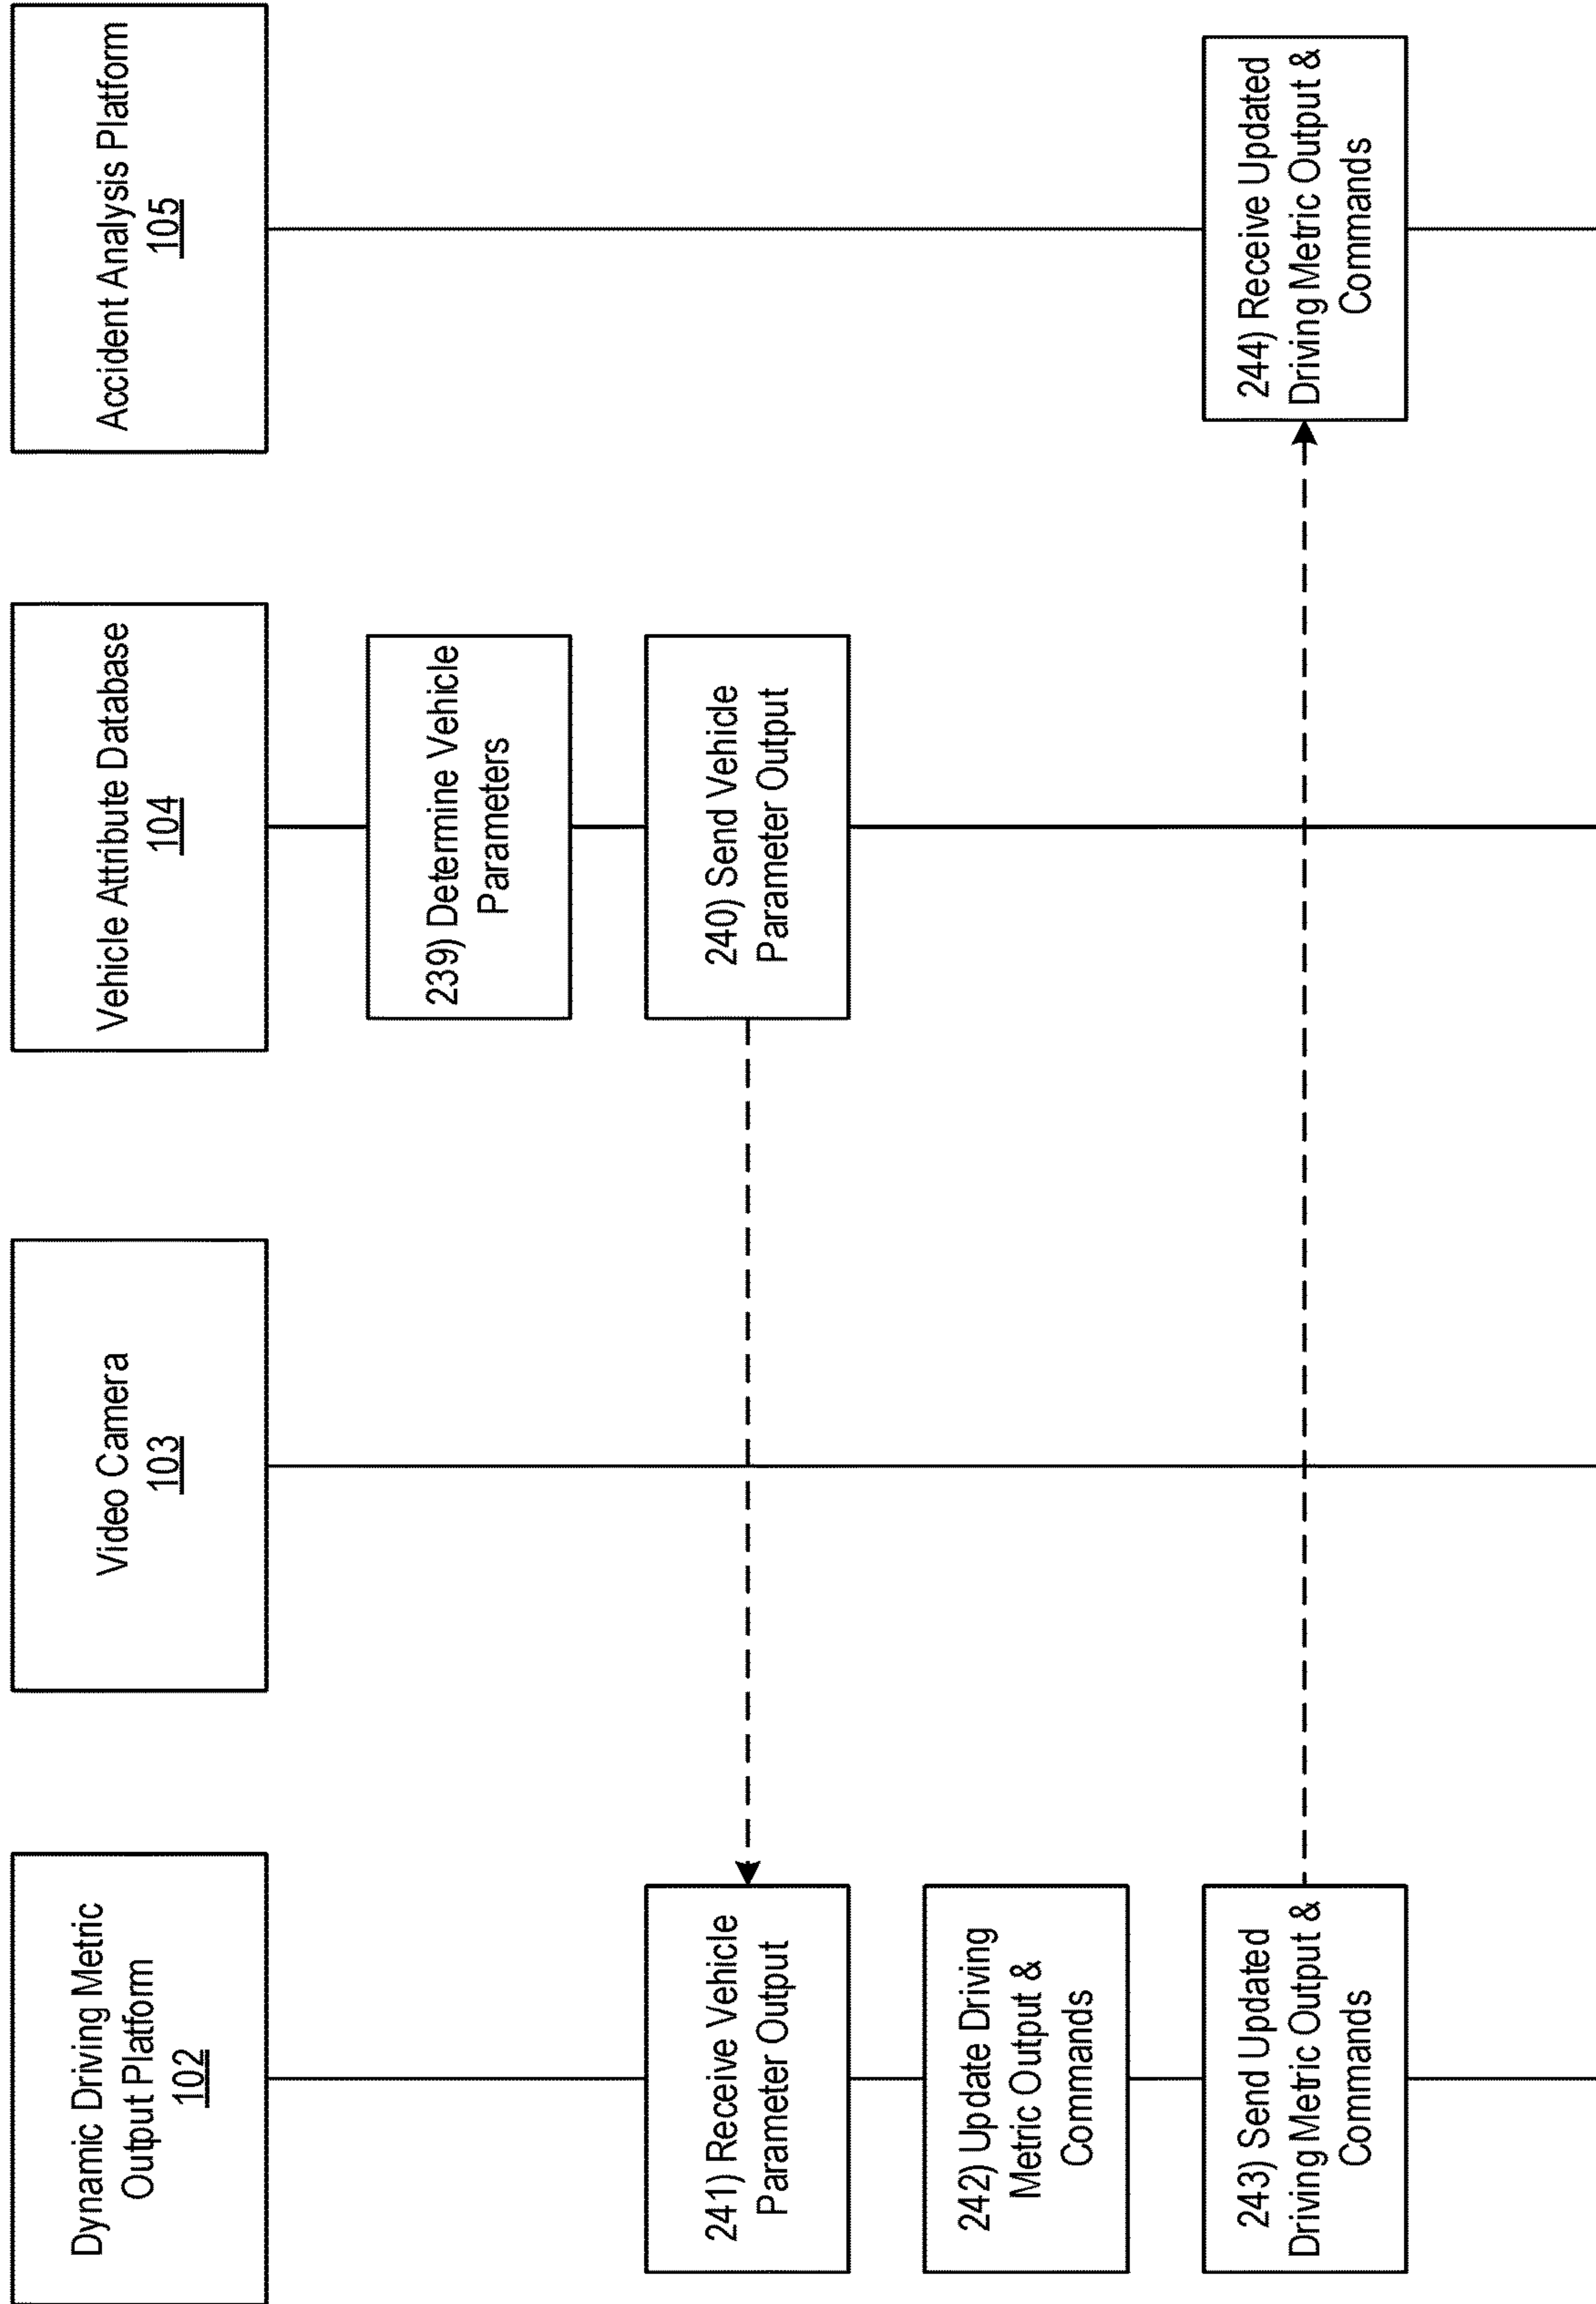 Dynamic Driving Metric
Output Platform
102
Video Camera
103
Vehicle Attribute Database
104
Accident Analysis Platform
105
239) Determine Vehicle
Parameters
241) Receive Vehicle
Parameter Output
240) Send Vehicle
Parameter Output
242) Update Driving
Metric Output &
Commands
243) Send Updated
Driving Metric Output &
Commands
244) Receive Updated
Driving Metric Output &
Commands